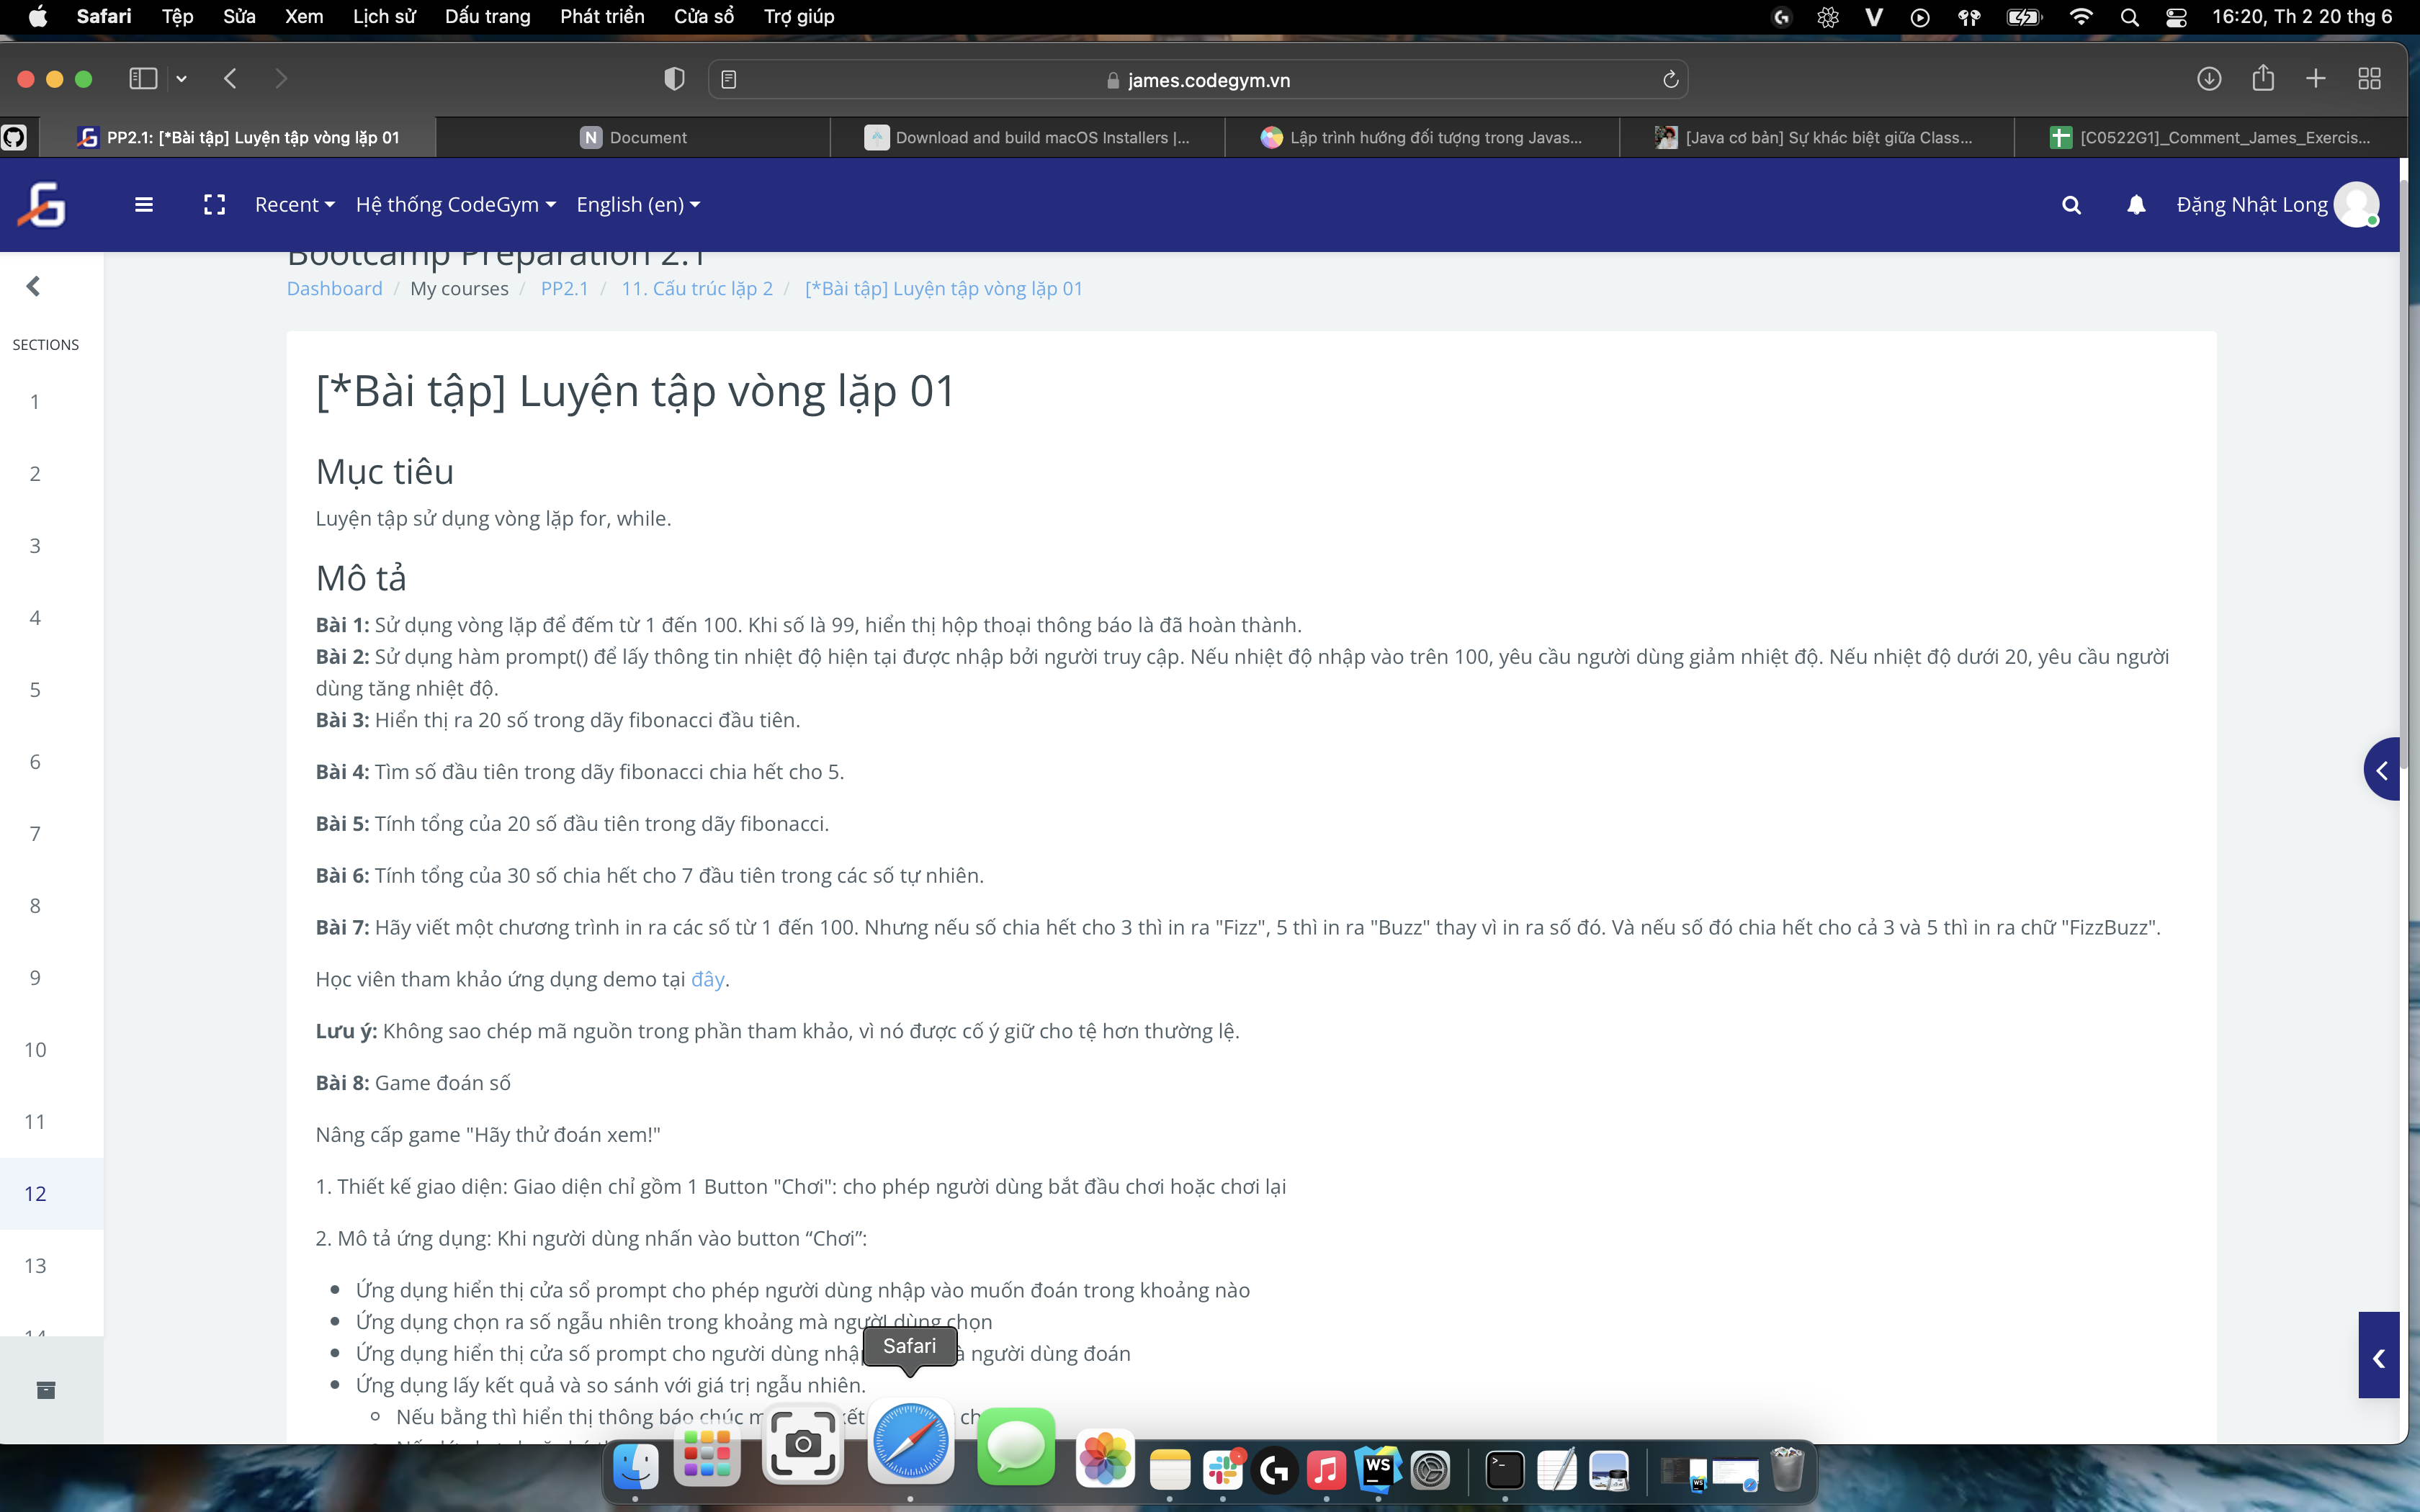 Safari Tệp Sửa Xem Lịch sử Dấu trang Phát triển Cửa sổ Trợ giúp 16:20, Th 2 20 thg 6
james.codegym.vn
PP2.1: [*Bài tập] Luyện tập vòng lặp 01
Document
Download and build macOS Installers |...
Lập trình hướng đối tượng trong Javas...
[Java cơ bản] Sự khác biệt giữa Class...
[C0522G1]_Comment_James_Exercis...
Recent Hệ thống CodeGym English (en) Đặng Nhật Long
Bootcamp Preparation 2.1
Dashboard / My courses / PP2.1 / 11. Cấu trúc lặp 2 / [*Bài tập] Luyện tập vòng lặp 01
SECTIONS
1
2
3
4
5
6
7
8
9
10
11
12
13
14
[*Bài tập] Luyện tập vòng lặp 01
Mục tiêu
Luyện tập sử dụng vòng lặp for, while.
Mô tả
Bài 1: Sử dụng vòng lặp để đếm từ 1 đến 100. Khi số là 99, hiển thị hộp thoại thông báo là đã hoàn thành.
Bài 2: Sử dụng hàm prompt() để lấy thông tin nhiệt độ hiện tại được nhập bởi người truy cập. Nếu nhiệt độ nhập vào trên 100, yêu cầu người dùng giảm nhiệt độ. Nếu nhiệt độ dưới 20, yêu cầu người
dùng tăng nhiệt độ.
Bài 3: Hiển thị ra 20 số trong dãy fibonacci đầu tiên.
Bài 4: Tìm số đầu tiên trong dãy fibonacci chia hết cho 5.
Bài 5: Tính tổng của 20 số đầu tiên trong dãy fibonacci.
Bài 6: Tính tổng của 30 số chia hết cho 7 đầu tiên trong các số tự nhiên.
Bài 7: Hãy viết một chương trình in ra các số từ 1 đến 100. Nhưng nếu số chia hết cho 3 thì in ra "Fizz", 5 thì in ra "Buzz" thay vì in ra số đó. Và nếu số đó chia hết cho cả 3 và 5 thì in ra chữ "FizzBuzz".
Học viên tham khảo ứng dụng demo tại đây.
Lưu ý: Không sao chép mã nguồn trong phần tham khảo, vì nó được cố ý giữ cho tệ hơn thường lệ.
Bài 8: Game đoán số
Nâng cấp game "Hãy thử đoán xem!"
1. Thiết kế giao diện: Giao diện chỉ gồm 1 Button "Chơi": cho phép người dùng bắt đầu chơi hoặc chơi lại
2. Mô tả ứng dụng: Khi người dùng nhấn vào button “Chơi”:
Ứng dụng hiển thị cửa sổ prompt cho phép người dùng nhập vào muốn đoán trong khoảng nào
Ứng dụng chọn ra số ngẫu nhiên trong khoảng mà người dùng chọn
Ứng dụng hiển thị cửa số prompt cho người dùng nhập người dùng đoán
Ứng dụng lấy kết quả và so sánh với giá trị ngẫu nhiên.
Nếu bằng thì hiển thị thông báo chúc
Safari
WS